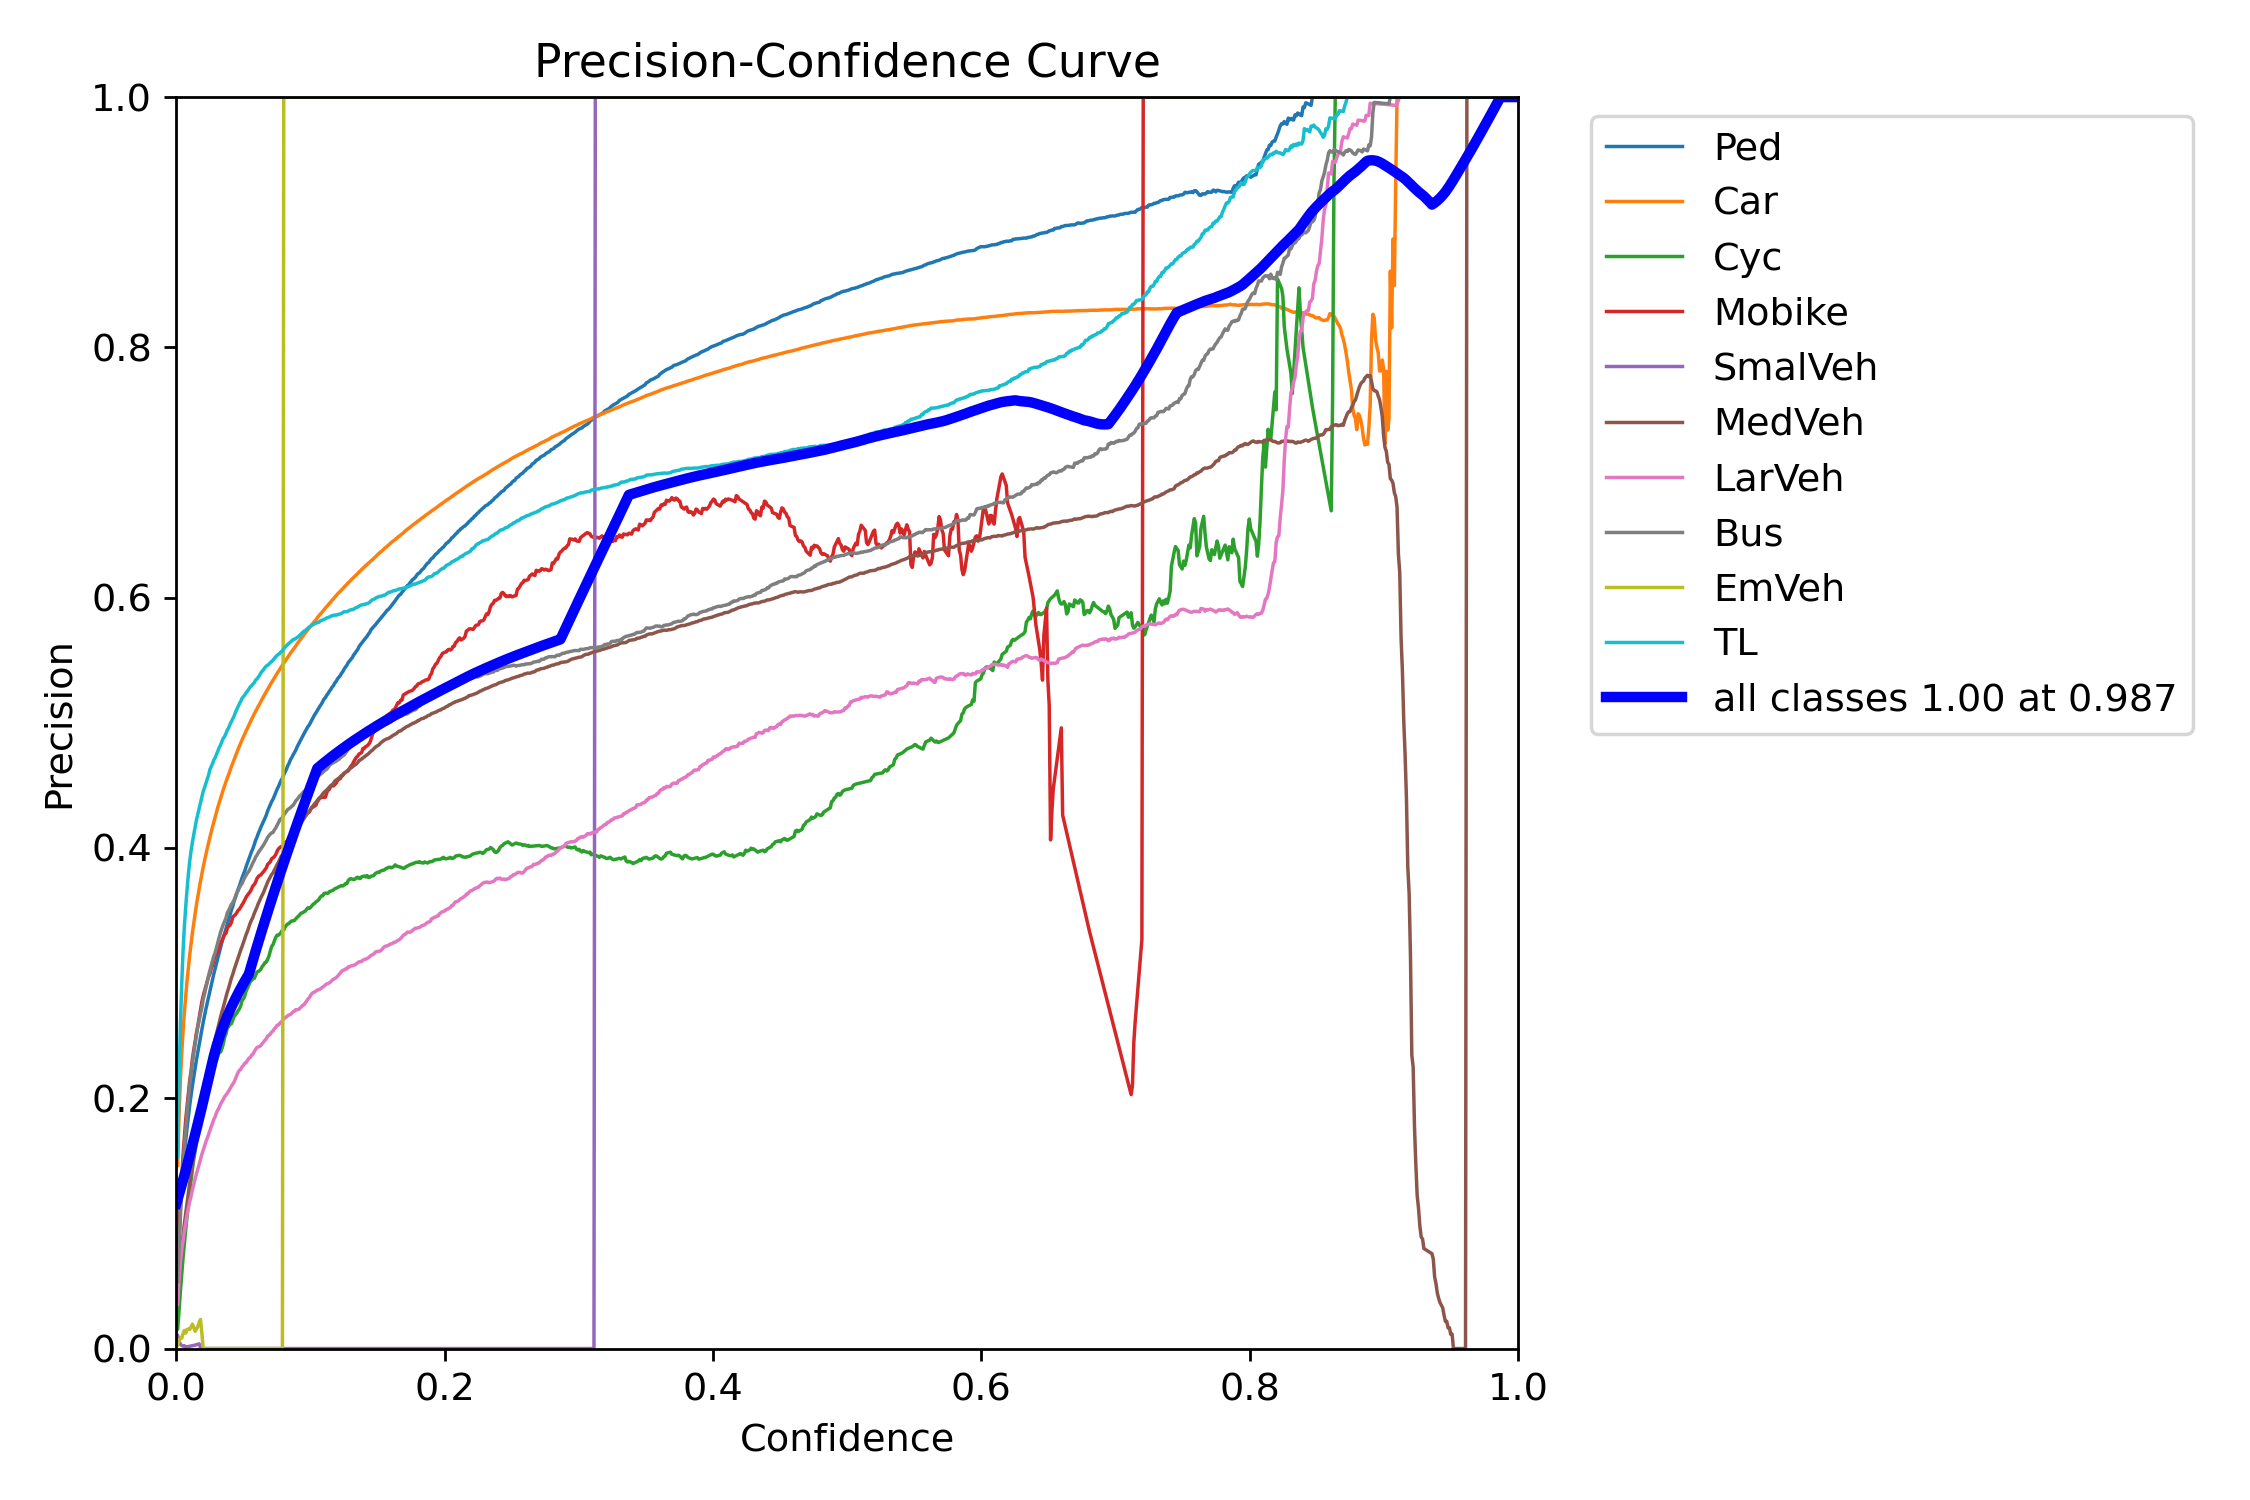 Precision-Confidence Curve
1.0
0.8
0.6
0.4
0.2
0.0
Precision
0.0 0.2 0.4 0.6 0.8 1.0
Confidence
Ped
Car
Cyc
Mobike
SmalVeh
MedVeh
LarVeh
Bus
EmVeh
TL
all classes 1.00 at 0.987